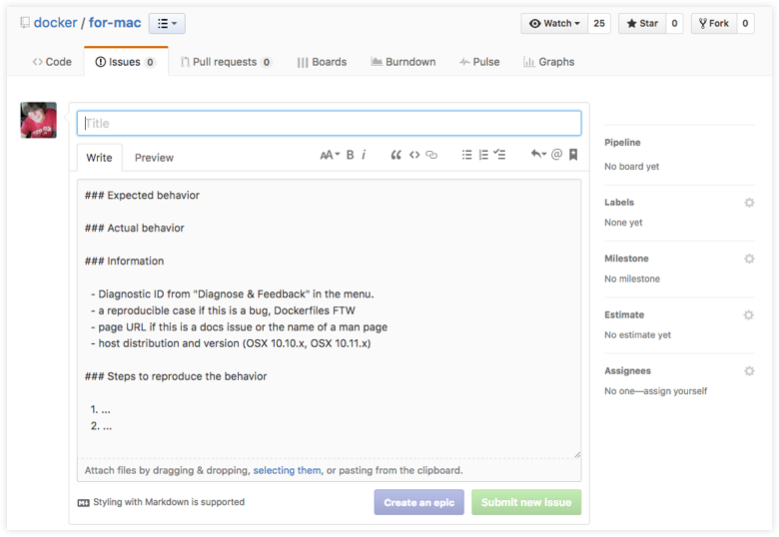 docker / for-mac
Watch 25 Star 0 Fork 0
Code Issues 0 Pull requests 0 Boards Burndown Pulse Graphs
Title
Write Preview AA B i @
### Expected behavior
### Actual behavior
### Information
- Diagnostic ID from "Diagnose & Feedback" in the menu.
- a reproducible case if this is a bug, Dockerfiles FTW
- page URL if this is a docs issue or the name of a man page
- host distribution and version (OSX 10.10.x, OSX 10.11.x)
### Steps to reproduce the behavior
1. ...
2. ...
Attach files by dragging & dropping, selecting them, or pasting from the clipboard.
Styling with Markdown is supported
Create an epic Submit new issue
Pipeline
No board yet
Labels
None yet
Milestone
No milestone
Estimate
No estimate yet
Assignees
No one—assign yourself